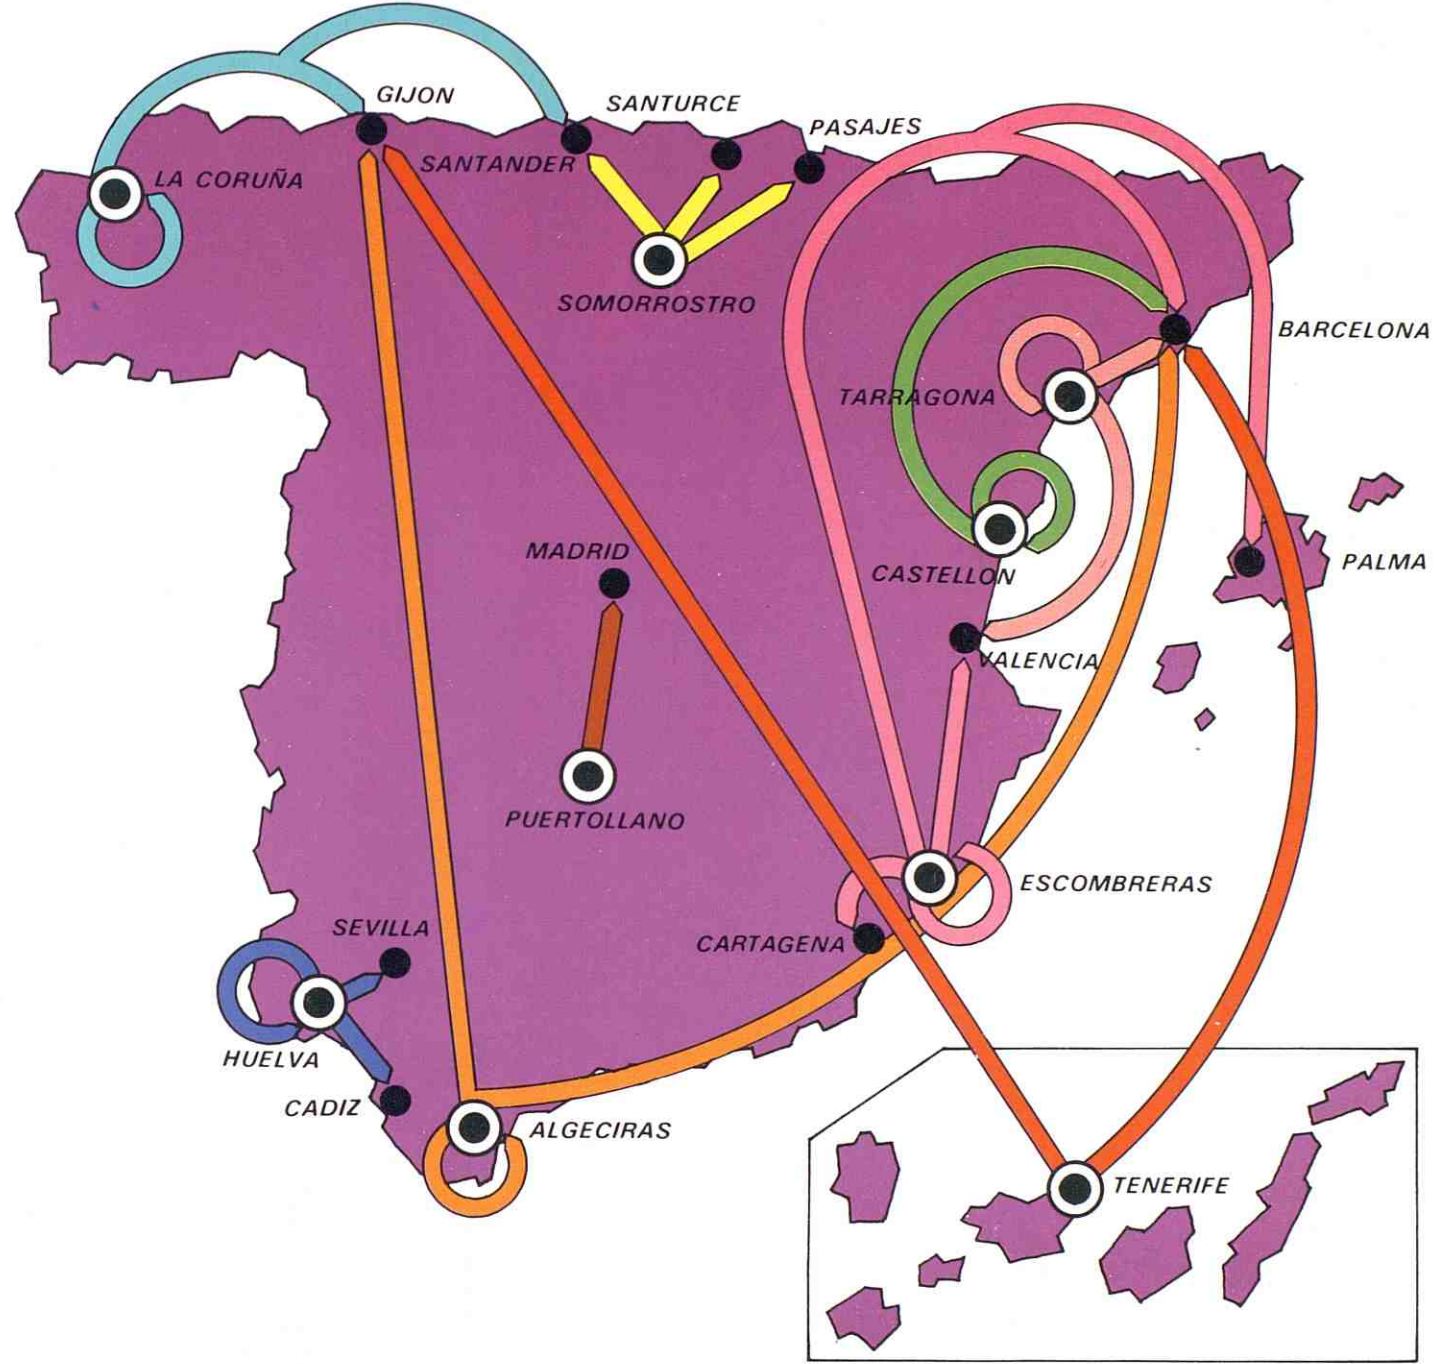 GIJON
SANTURCE
PASAJES
SANTANDER
LA CORUÑA
SOMORROSTRO
BARCELONA
TARRAGONA
MADRID
CASTELLON
PALMA
VALENCIA
PUERTOLLANO
ESCOMBRERAS
SEVILLA
CARTAGENA
HUELVA
CADIZ
ALGECIRAS
TENERIFE